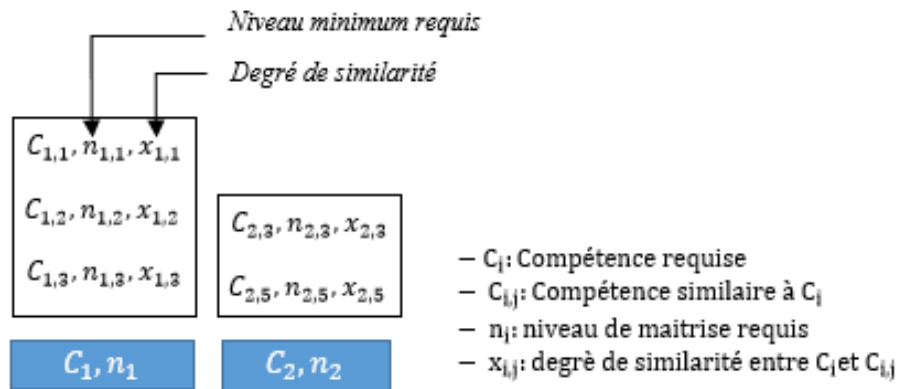 Niveau minimum requis
Degré de similarité
C₁,₁, n₁,₁, x₁,₁
C₁,₂, n₁,₂, x₁,₂
C₁,₃, n₁,₃, x₁,₃
C₁, n₁
C₂,₃, n₂,₃, x₂,₃
C₂,₅, n₂,₅, x₂,₅
C₂, n₂
– Cᵢ: Compétence requise
– Cᵢ,ⱼ: Compétence similaire à Cᵢ
– nᵢ: niveau de maitrise requis
– xᵢ,ⱼ: degrè de similarité entre Cᵢet Cᵢ,ⱼ